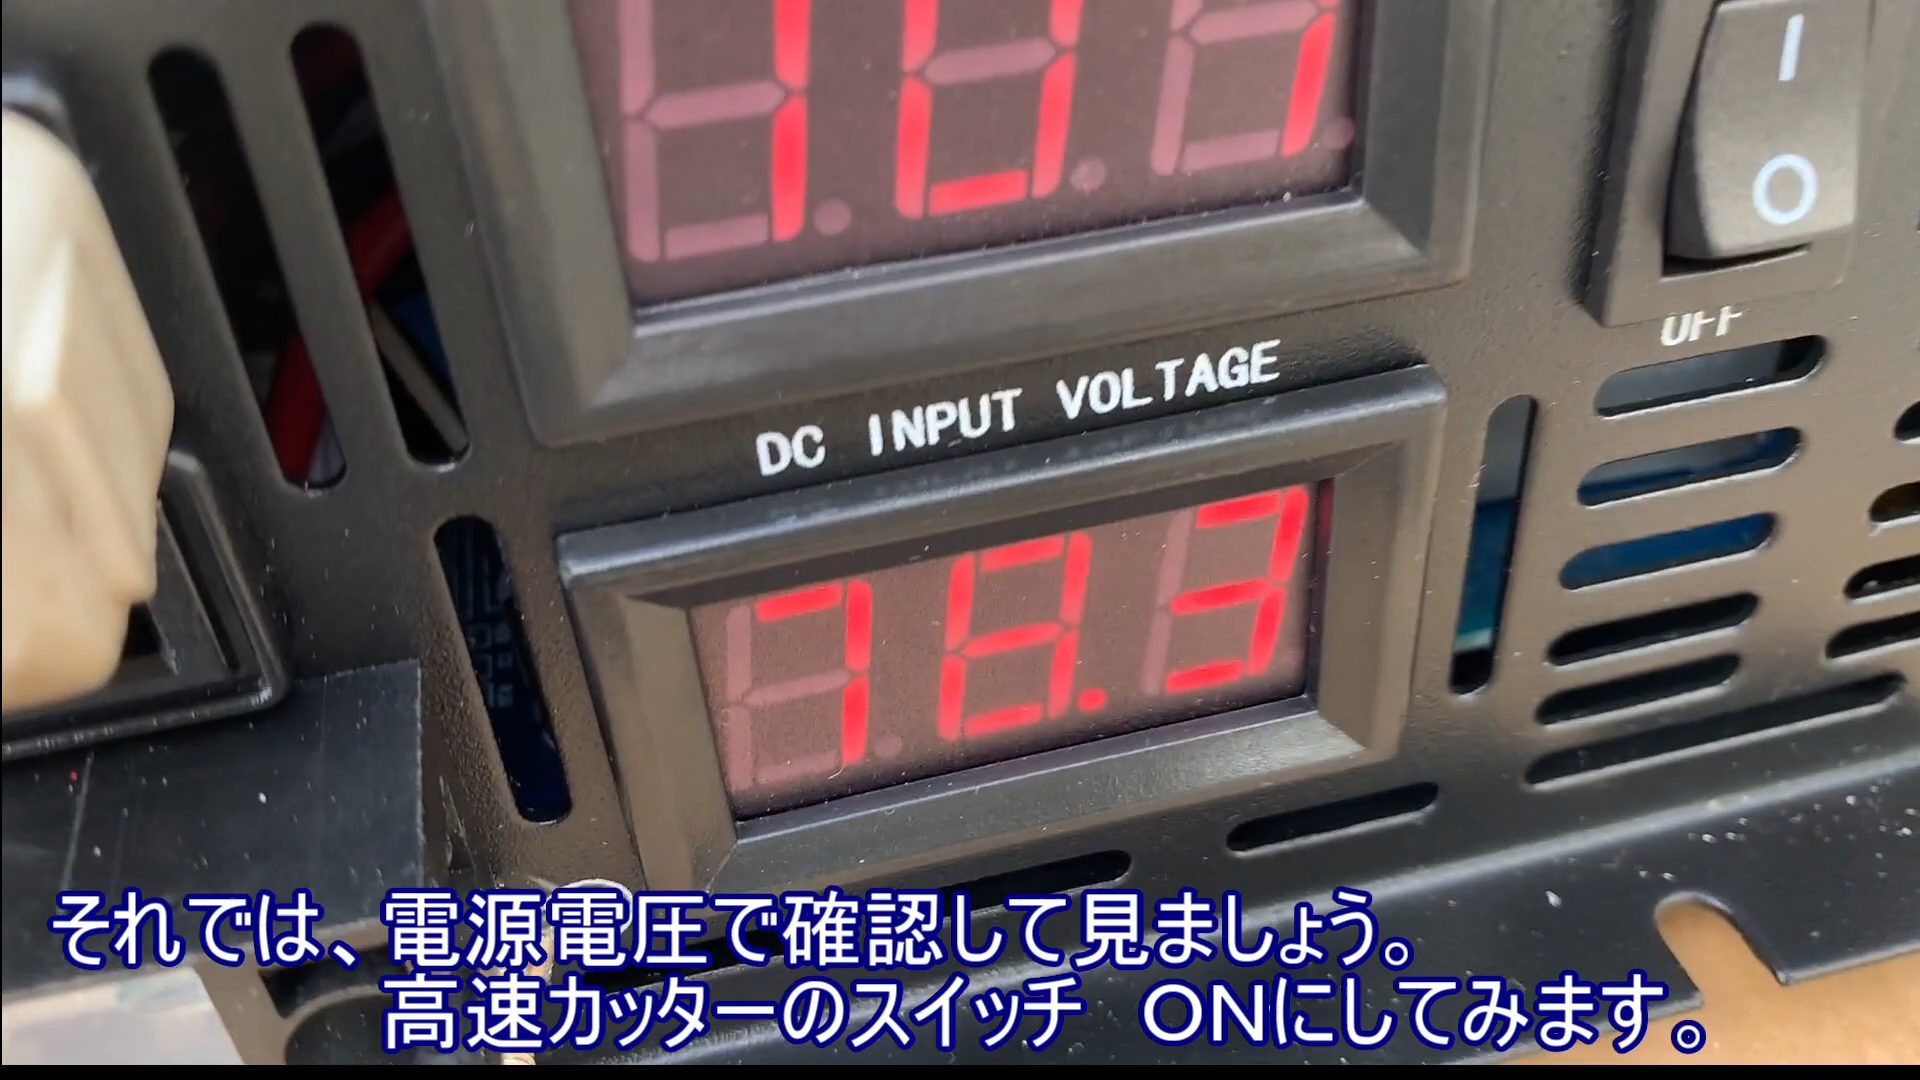 I
O
OFF
DC INPUT VOLTAGE
78.3
それでは、電源電圧で確認して見ましょう。
高速カッターのスイッチ ONにしてみます。